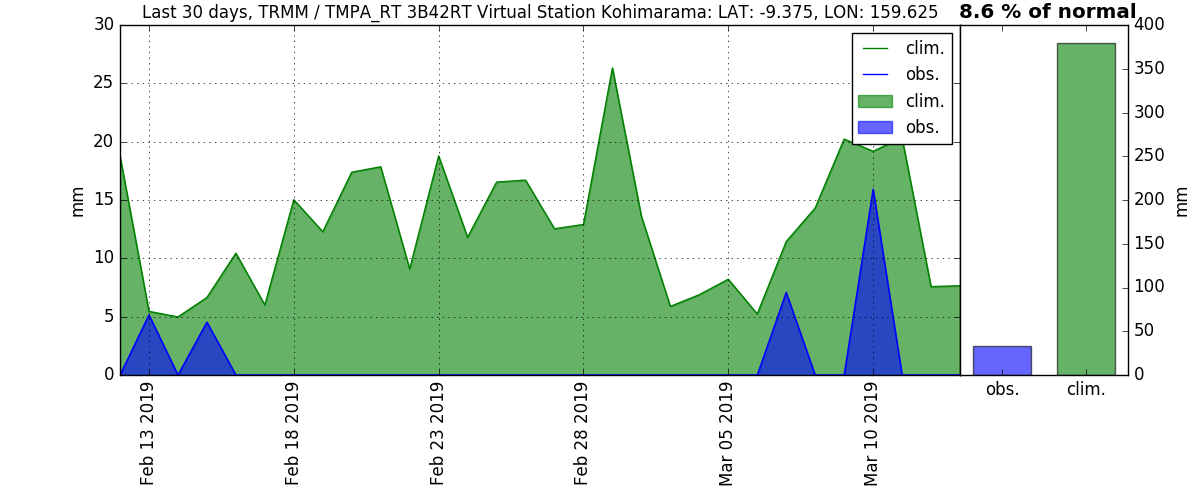 Last 30 days, TRMM / TMPA_RT 3B42RT Virtual Station Kohimarama: LAT: -9.375, LON: 159.625
8.6 % of normal
30
25
20
15
10
5
0
mm
clim.
obs.
clim.
obs.
400
350
300
250
200
150
100
50
0
mm
Feb 13 2019
Feb 18 2019
Feb 23 2019
Feb 28 2019
Mar 05 2019
Mar 10 2019
obs.
clim.